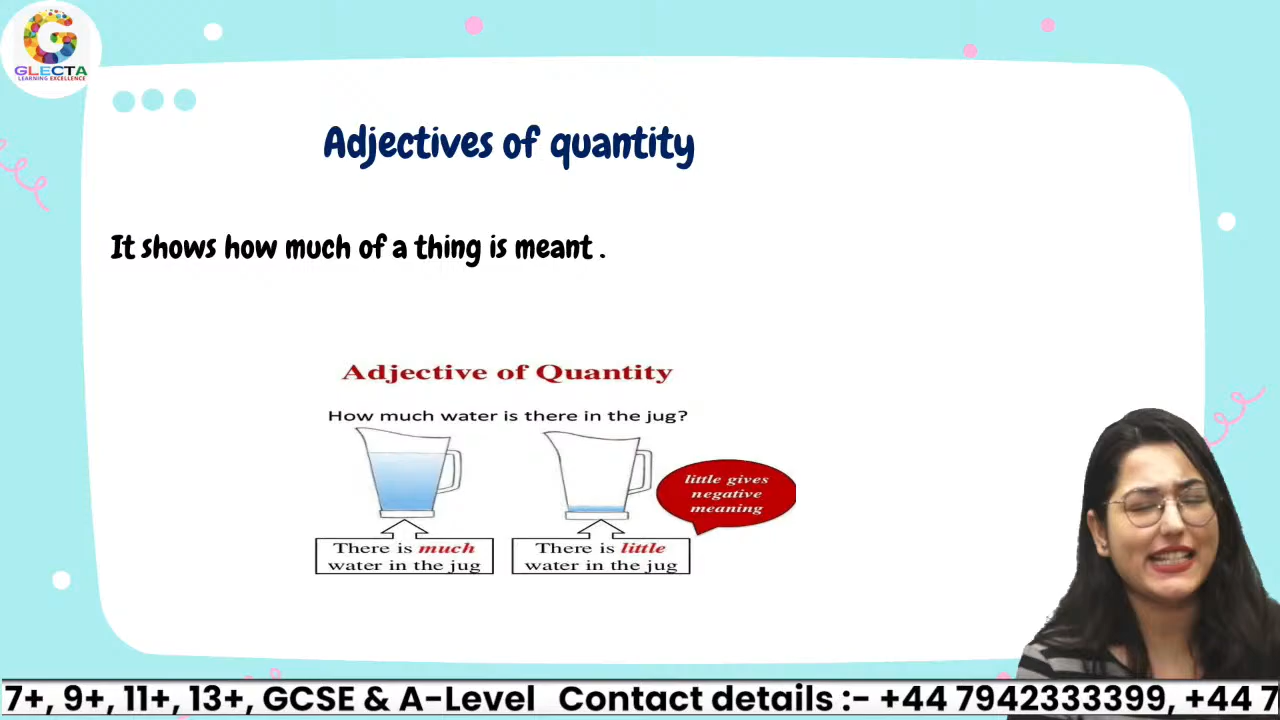 GLECTA
LEARNING EXCELLENCE
Adjectives of quantity
It shows how much of a thing is meant .
Adjective of Quantity
How much water is there in the jug?
little gives
negative
meaning
There is much
water in the jug
There is little
water in the jug
7+, 9+, 11+, 13+, GCSE & A-Level Contact details :- +44 7942333399, +44 7